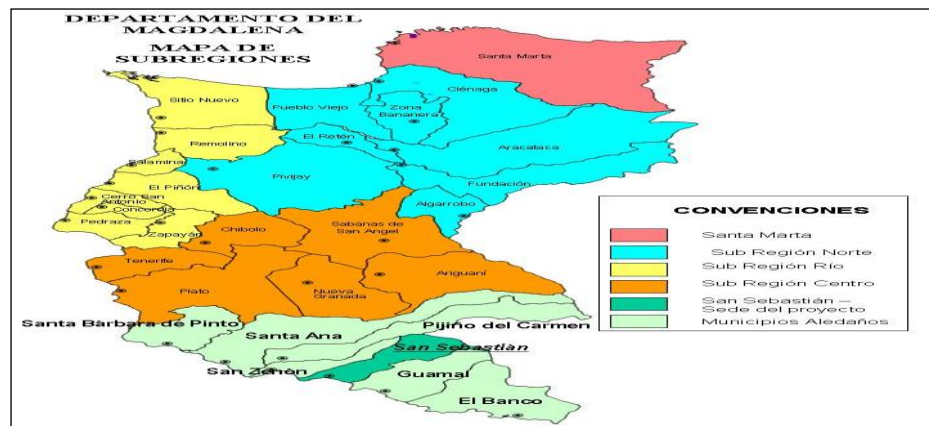 DEPARTAMENTO DEL
MAGDALENA
MAPA DE
SUBREGIONES
Santa Marta
Ciénaga
Sitio Nuevo
Pueblo Viejo
Zona
Bananera
Remolino
El Retén
Aracataca
Salamina
Pivijay
Fundación
El Piñón
Algarrobo
Cerro San
Antonio
Concordia
Pedraza
Zapayán
Chibolo
Sabanas de
San Angel
Tenerife
Ariguaní
Plato
Nueva
Granada
Santa Bárbara de Pinto
Pijiño del Carmen
Santa Ana
San Sebastiàn
San Zenón
Guamal
El Banco
CONVENCIONES
Santa Marta
Sub Región Norte
Sub Región Río
Sub Región Centro
San Sebastián –
Sede del proyecto
Municipios Aledaños